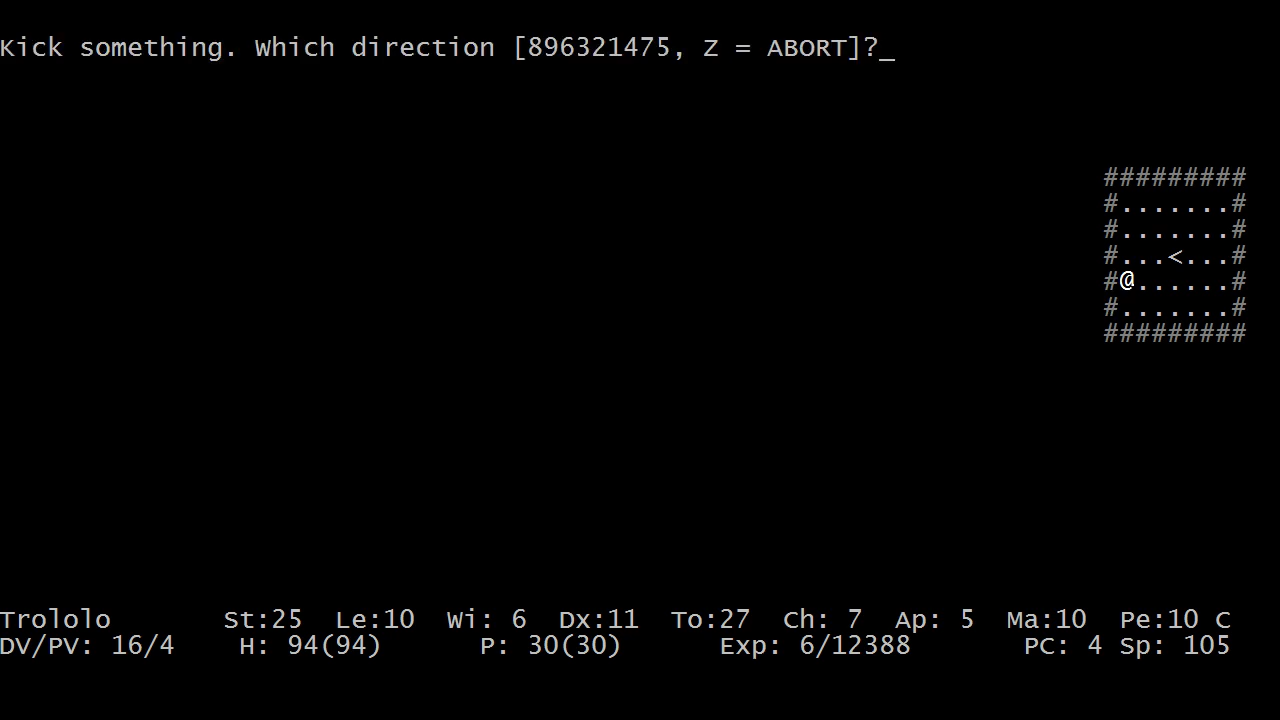 Kick something. Which direction [896321475, Z = ABORT]?_
#########
#.......#
#.......#
#...<...#
#@......#
#.......#
#########
Trololo St:25 Le:10 Wi: 6 Dx:11 To:27 Ch: 7 Ap: 5 Ma:10 Pe:10 C
DV/PV: 16/4 H: 94(94) P: 30(30) Exp: 6/12388 PC: 4 Sp: 105